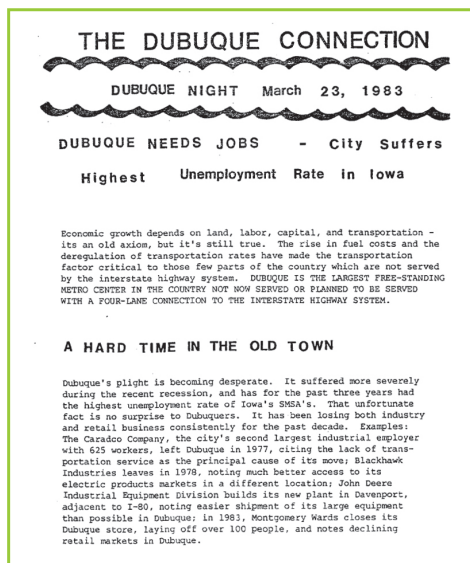 THE DUBUQUE CONNECTION
DUBUQUE NIGHT March 23, 1983
DUBUQUE NEEDS JOBS - City Suffers
Highest Unemployment Rate in Iowa
Economic growth depends on land, labor, capital, and transportation -
its an old axiom, but it's still true. The rise in fuel costs and the
deregulation of transportation rates have made the transportation
factor critical to those few parts of the country which are not served
by the interstate highway system. DUBUQUE IS THE LARGEST FREE-STANDING
METRO CENTER IN THE COUNTRY NOT NOW SERVED OR PLANNED TO BE SERVED
WITH A FOUR-LANE CONNECTION TO THE INTERSTATE HIGHWAY SYSTEM.
A HARD TIME IN THE OLD TOWN
Dubuque's plight is becoming desperate. It suffered more severely
during the recent recession, and has for the past three years had
the highest unemployment rate of Iowa's SMSA's. That unfortunate
fact is no surprise to Dubuquers. It has been losing both industry
and retail business consistently for the past decade. Examples:
The Caradco Company, the city's second largest industrial employer
with 625 workers, left Dubuque in 1977, citing the lack of trans-
portation service as the principal cause of its move; Blackhawk
Industries leaves in 1978, noting much better access to its
electric products markets in a different location; John Deere
Industrial Equipment Division builds its new plant in Davenport,
adjacent to I-80, noting easier shipment of its large equipment
than possible in Dubuque; in 1983, Montgomery Wards closes its
Dubuque store, laying off over 100 people, and notes declining
retail markets in Dubuque.